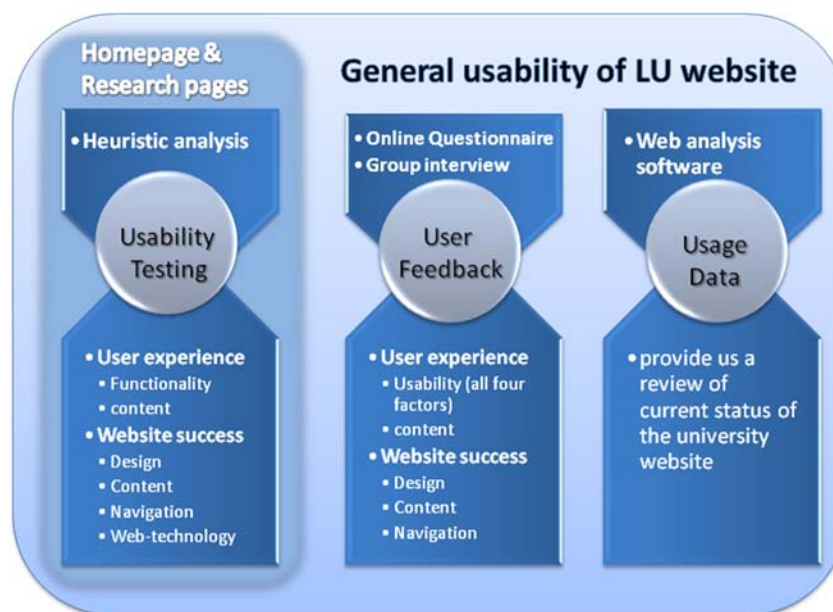 Homepage &
Research pages
General usability of LU website
• Heuristic analysis
Usability
Testing
• User experience
• Functionality
• content
• Website success
• Design
• Content
• Navigation
• Web-technology
• Online Questionnaire
• Group interview
User
Feedback
• User experience
• Usability (all four
factors)
• content
• Website success
• Design
• Content
• Navigation
• Web analysis
software
Usage
Data
• provide us a
review of
current status of
the university
website